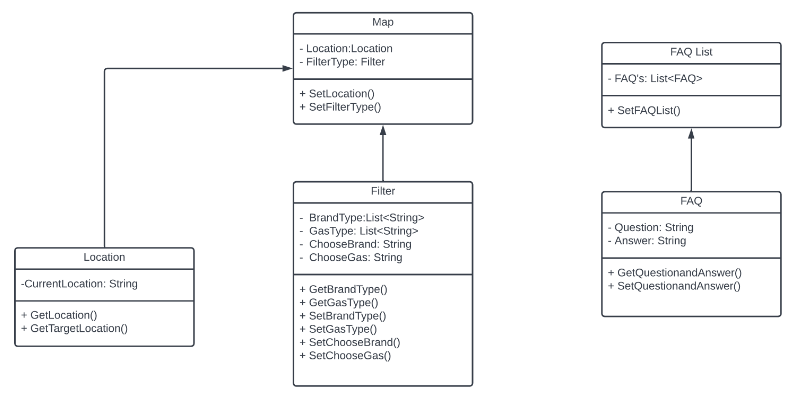 Map
- Location:Location
- FilterType: Filter
+ SetLocation()
+ SetFilterType()
FAQ List
- FAQ's: List<FAQ>
+ SetFAQList()
Filter
- BrandType:List<String>
- GasType: List<String>
- ChooseBrand: String
- ChooseGas: String
+ GetBrandType()
+ GetGasType()
+ SetBrandType()
+ SetGasType()
+ SetChooseBrand()
+ SetChooseGas()
FAQ
- Question: String
- Answer: String
+ GetQuestionandAnswer()
+ SetQuestionandAnswer()
Location
-CurrentLocation: String
+ GetLocation()
+ GetTargetLocation()